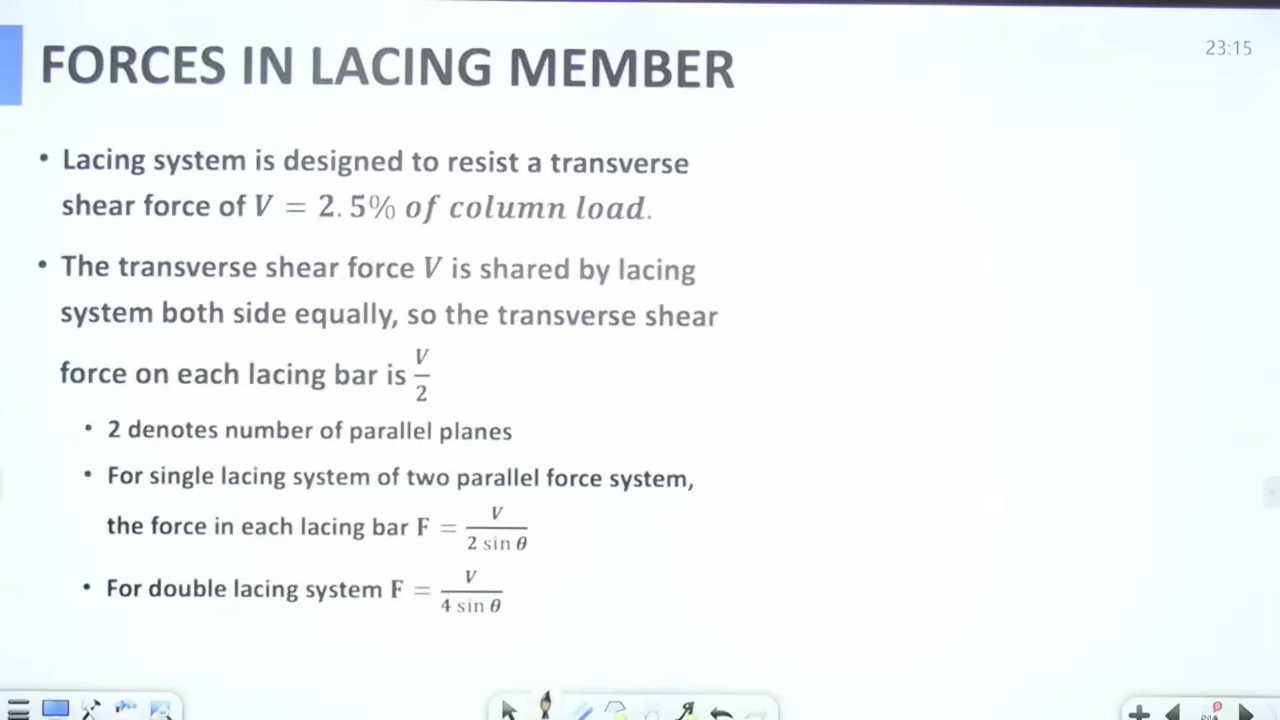 FORCES IN LACING MEMBER
23:15
• Lacing system is designed to resist a transverse
shear force of V = 2.5% of column load.
• The transverse shear force V is shared by lacing
system both side equally, so the transverse shear
force on each lacing bar is V/2
• 2 denotes number of parallel planes
• For single lacing system of two parallel force system,
the force in each lacing bar F = V/(2 sin θ)
• For double lacing system F = V/(4 sin θ)